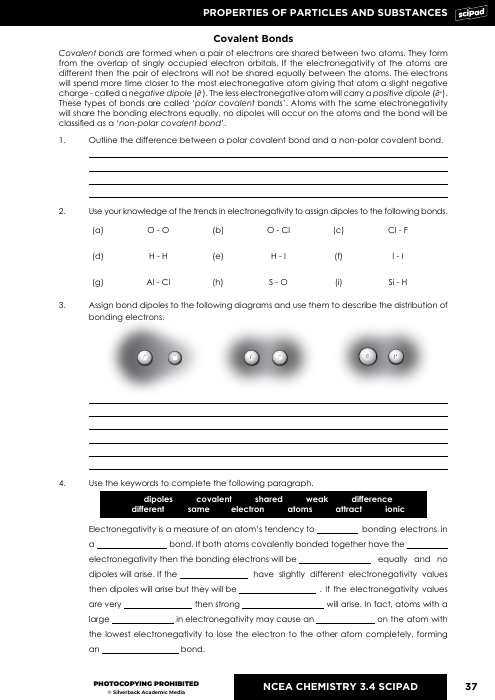 PROPERTIES OF PARTICLES AND SUBSTANCES
scipad
Covalent Bonds
Covalent bonds are formed when a pair of electrons are shared between two atoms. They form
from the overlap of singly occupied electron orbitals. If the electronegativity of the atoms are
different then the pair of electrons will not be shared equally between the atoms. The electrons
will spend more time closer to the most electronegative atom giving that atom a slight negative
charge - called a negative dipole (∂-). The less electronegative atom will carry a positive dipole (∂+).
These types of bonds are called 'polar covalent bonds'. Atoms with the same electronegativity
will share the bonding electrons equally, no dipoles will occur on the atoms and the bond will be
classified as a 'non-polar covalent bond'.
1. Outline the difference between a polar covalent bond and a non-polar covalent bond.
2. Use your knowledge of the trends in electronegativity to assign dipoles to the following bonds.
(a) O - O (b) O - Cl (c) Cl - F
(d) H - H (e) H - I (f) I - I
(g) Al - Cl (h) S - O (i) Si - H
3. Assign bond dipoles to the following diagrams and use them to describe the distribution of
bonding electrons.
4. Use the keywords to complete the following paragraph.
dipoles covalent shared weak difference
different same electron atoms attract ionic
Electronegativity is a measure of an atom's tendency to ________ bonding electrons in
a ________ bond. If both atoms covalently bonded together have the ________
electronegativity then the bonding electrons will be ________ equally and no
dipoles will arise. If the ________ have slightly different electronegativity values
then dipoles will arise but they will be ________ . If the electronegativity values
are very ________ then strong ________ will arise. In fact, atoms with a
large ________ in electronegativity may cause an ________ on the atom with
the lowest electronegativity to lose the electron to the other atom completely, forming
an ________ bond.
PHOTOCOPYING PROHIBITED
© Silverback Academic Media
NCEA CHEMISTRY 3.4 SCIPAD
37